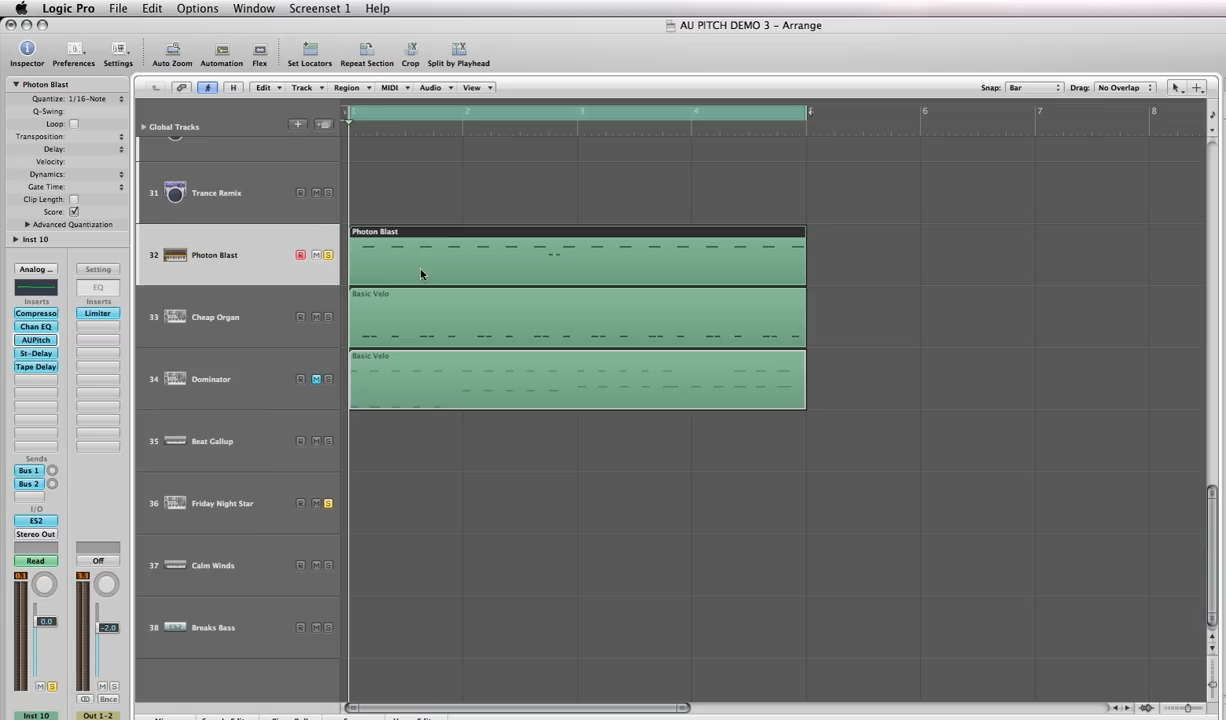 Logic Pro File Edit Options Window Screenset 1 Help
AU PITCH DEMO 3 - Arrange
Inspector Preferences Settings Auto Zoom Automation Flex Set Locators Repeat Section Crop Split by Playhead
Photon Blast
Quantize: 1/16-Note
Q-Swing:
Loop:
Transposition:
Delay:
Velocity:
Dynamics:
Gate Time:
Clip Length:
Score:
Advanced Quantization
Inst 10
Analog ... Setting
EQ
Inserts Inserts
Compresso Limiter
Chan EQ
AUPitch
St-Delay
Tape Delay
Sends
Bus 1
Bus 2
I/O
ES2
Stereo Out
Read Off
0.1 3.3
0.0 -2.0
M S M S
Bnce
Inst 10 Out 1-2
H Edit Track Region MIDI Audio View Snap: Bar Drag: No Overlap
Global Tracks
1 2 3 4 5 6 7 8
31 Trance Remix R M S
32 Photon Blast R M S
33 Cheap Organ R M S
34 Dominator R M S
35 Beat Gallup R M S
36 Friday Night Star R M S
37 Calm Winds R M S
38 ES2 Breaks Bass R M S
Photon Blast
Basic Velo
Basic Velo